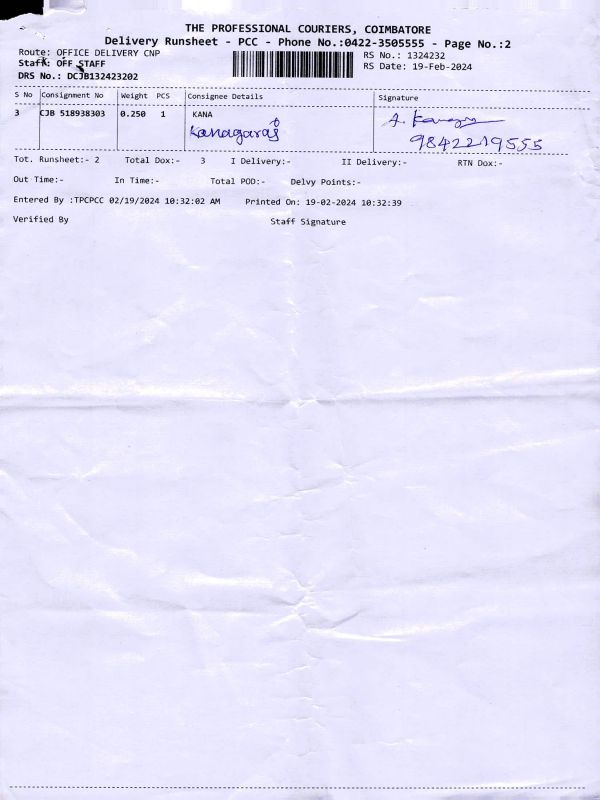 THE PROFESSIONAL COURIERS, COIMBATORE
Delivery Runsheet - PCC - Phone No.:0422-3505555 - Page No.:2
Route: OFFICE DELIVERY CNP
RS No.: 1324232
Staff: OFF STAFF
RS Date: 19-Feb-2024
DRS No.: DCJB132423202
S No Consignment No Weight PCS Consignee Details Signature
3 CJB 518938303 0.250 1 KANA
Kanagaraj
9842219555
Tot. Runsheet:- 2 Total Dox:- 3 I Delivery:- II Delivery:- RTN Dox:-
Out Time:- In Time:- Total POD:- Delvy Points:-
Entered By :TPCPCC 02/19/2024 10:32:02 AM Printed On: 19-02-2024 10:32:39
Verified By Staff Signature